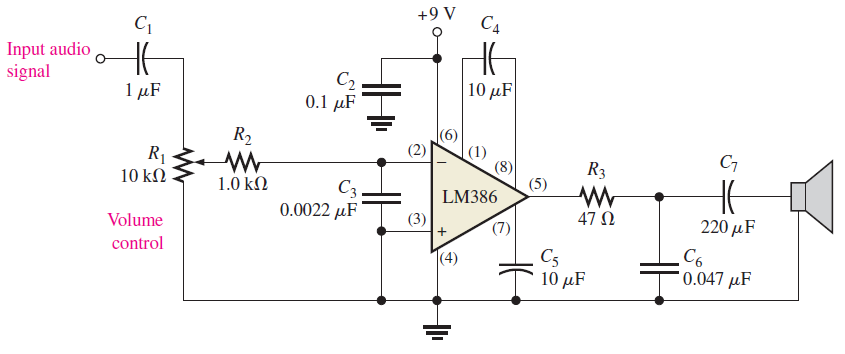 +9 V
C1
C4
Input audio
signal
1 μF
C2
0.1 μF
10 μF
R2
(6)
(2)
(1)
−
R1
10 kΩ
1.0 kΩ
(8)
(5)
R3
C7
C3
0.0022 μF
LM386
47 Ω
220 μF
Volume
control
(3)
+
(7)
(4)
C5
10 μF
C6
0.047 μF